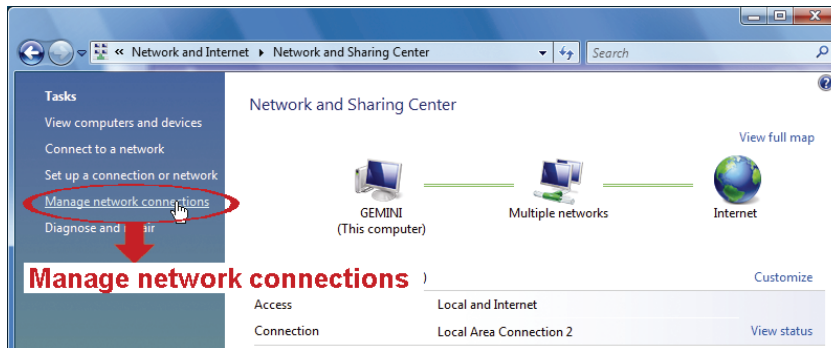 « Network and Internet ▸ Network and Sharing Center
Search
Tasks
View computers and devices
Connect to a network
Set up a connection or network
Manage network connections
Diagnose and
Network and Sharing Center
View full map
GEMINI
(This computer)
Multiple networks
Internet
Manage network connections
) Customize
Access Local and Internet
Connection Local Area Connection 2 View status